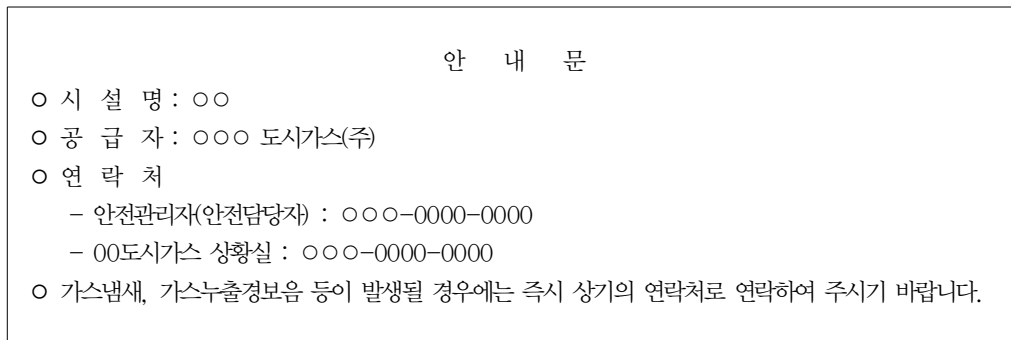 안 내 문
○ 시 설 명 : ○○
○ 공 급 자 : ○○○ 도시가스(주)
○ 연 락 처
- 안전관리자(안전담당자) : ○○○-0000-0000
- 00도시가스 상황실 : ○○○-0000-0000
○ 가스냄새, 가스누출경보음 등이 발생될 경우에는 즉시 상기의 연락처로 연락하여 주시기 바랍니다.